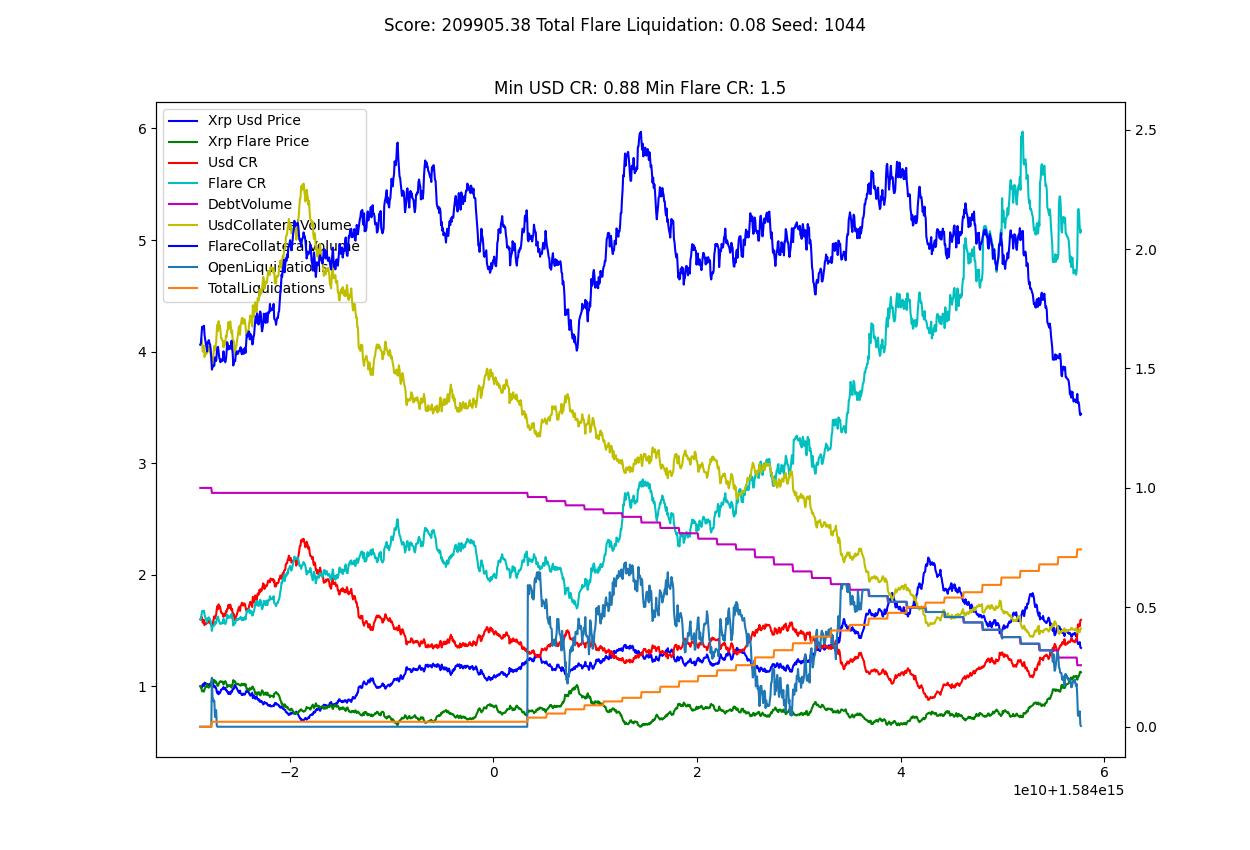 Score: 209905.38 Total Flare Liquidation: 0.08 Seed: 1044
Min USD CR: 0.88 Min Flare CR: 1.5
Xrp Usd Price
Xrp Flare Price
Usd CR
Flare CR
DebtVolume
UsdCollateralVolume
FlareCollateralVolume
OpenLiquidations
TotalLiquidations
6
5
4
3
2
1
2.5
2.0
1.5
1.0
0.5
0.0
−2
0
2
4
6
1e10+1.584e15